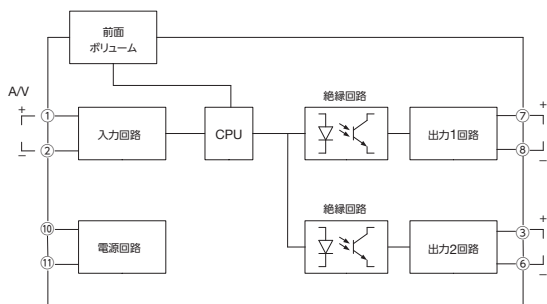 前面
ボリューム
A/V
+
①
②
−
入力回路
CPU
絶縁回路
出力1回路
⑦
⑧
+
−
絶縁回路
出力2回路
③
⑥
+
−
⑩
⑪
電源回路